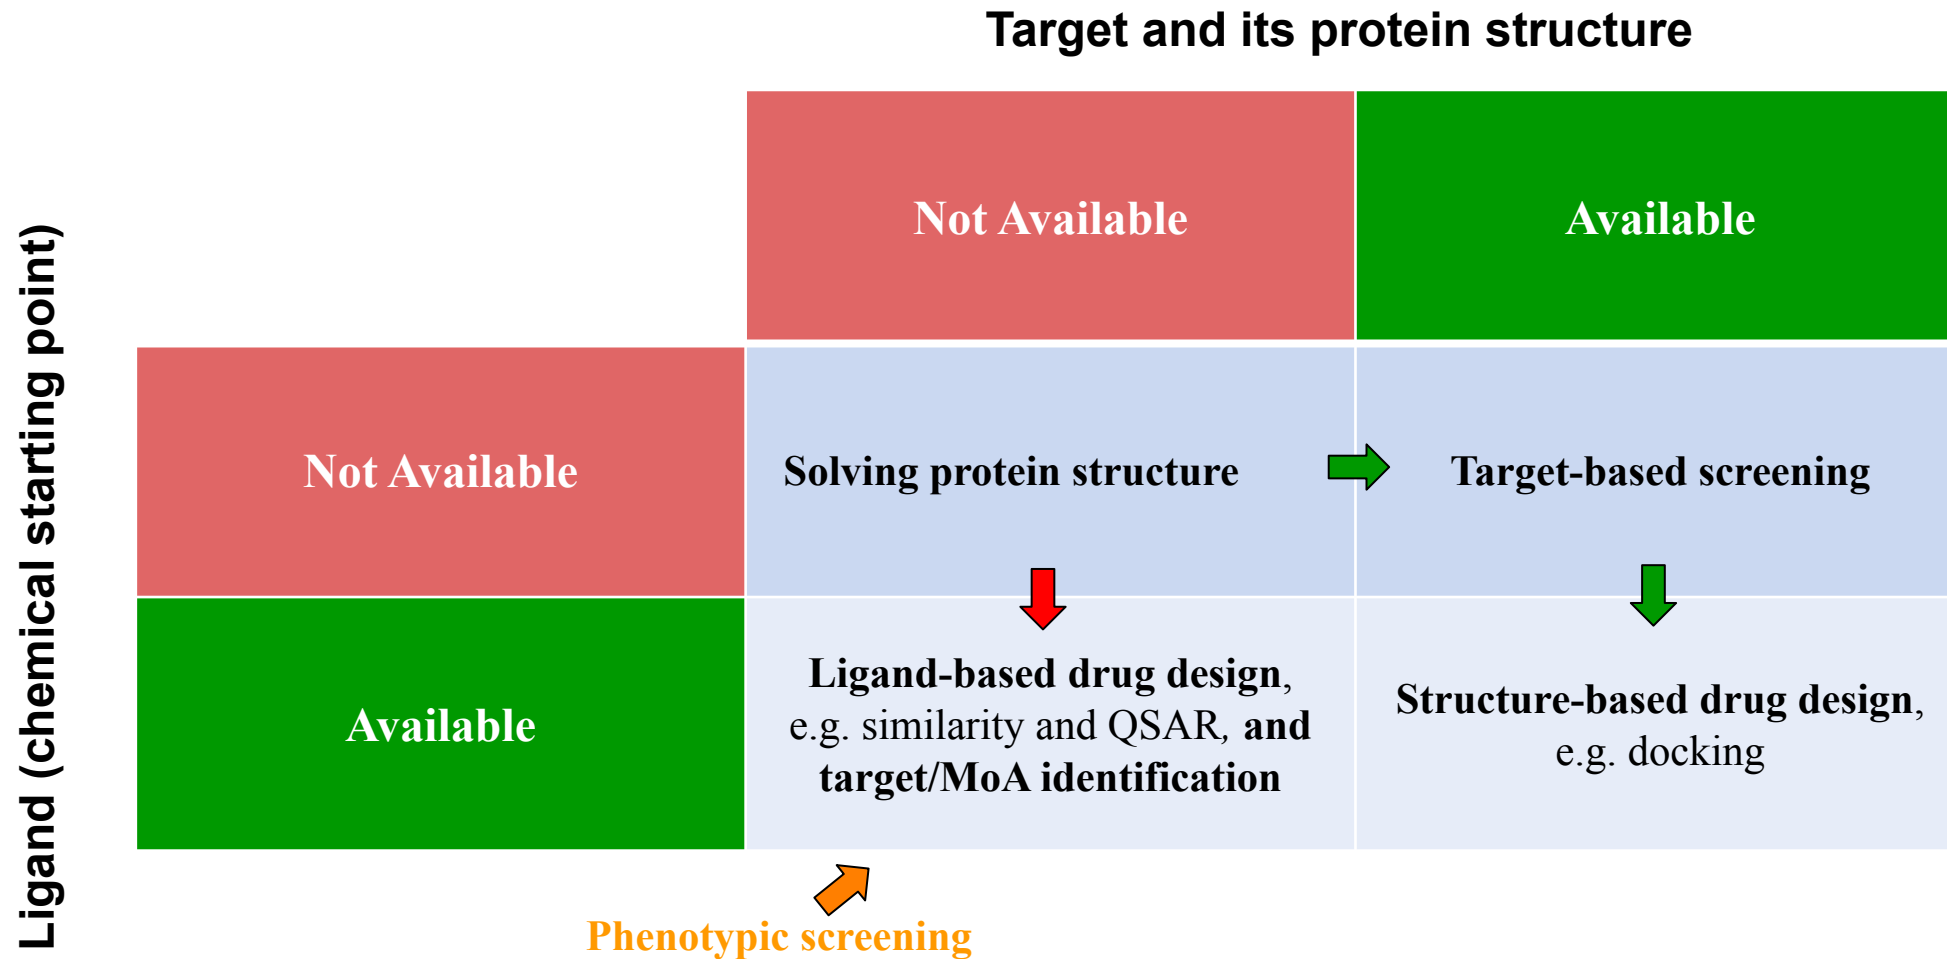 Target and its protein structure
Not Available
Available
Ligand (chemical starting point)
Not Available
Solving protein structure
Target-based screening
Available
Ligand-based drug design,
e.g. similarity and QSAR, and
target/MoA identification
Structure-based drug design,
e.g. docking
Phenotypic screening